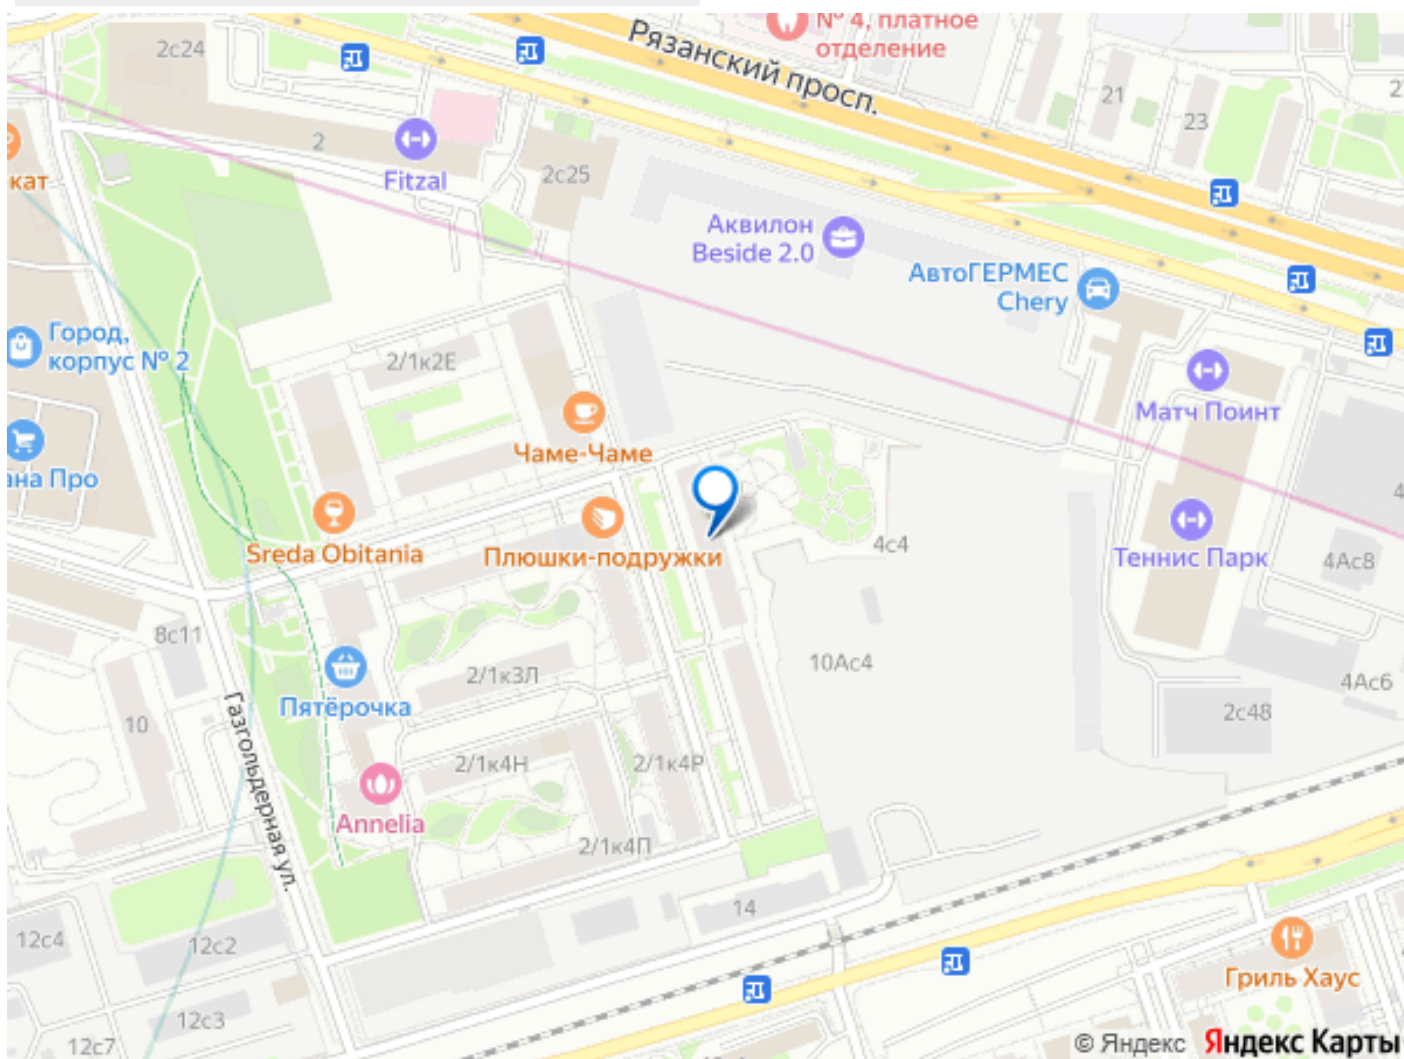 № 4, платное
отделение
2с24
Рязанский просп.
21
23
2
Fitzal
2с25
кат
Аквилон
Beside 2.0
АвтоГЕРМЕС
Chery
Город,
корпус № 2
2/1к2Е
Матч Поинт
Чаме-Чаме
ана Про
4
Sreda Obitania
Плюшки-подружки
4с4
Теннис Парк
4Ас8
8с11
10Ас4
2/1к3Л
4Ас6
Пятёрочка
2с48
10
Газгольдерная ул.
2/1к4Н
2/1к4Р
Annelia
2/1к4П
14
12с4
12с2
Гриль Хаус
12с3
12с7
© Яндекс Яндекс Карты